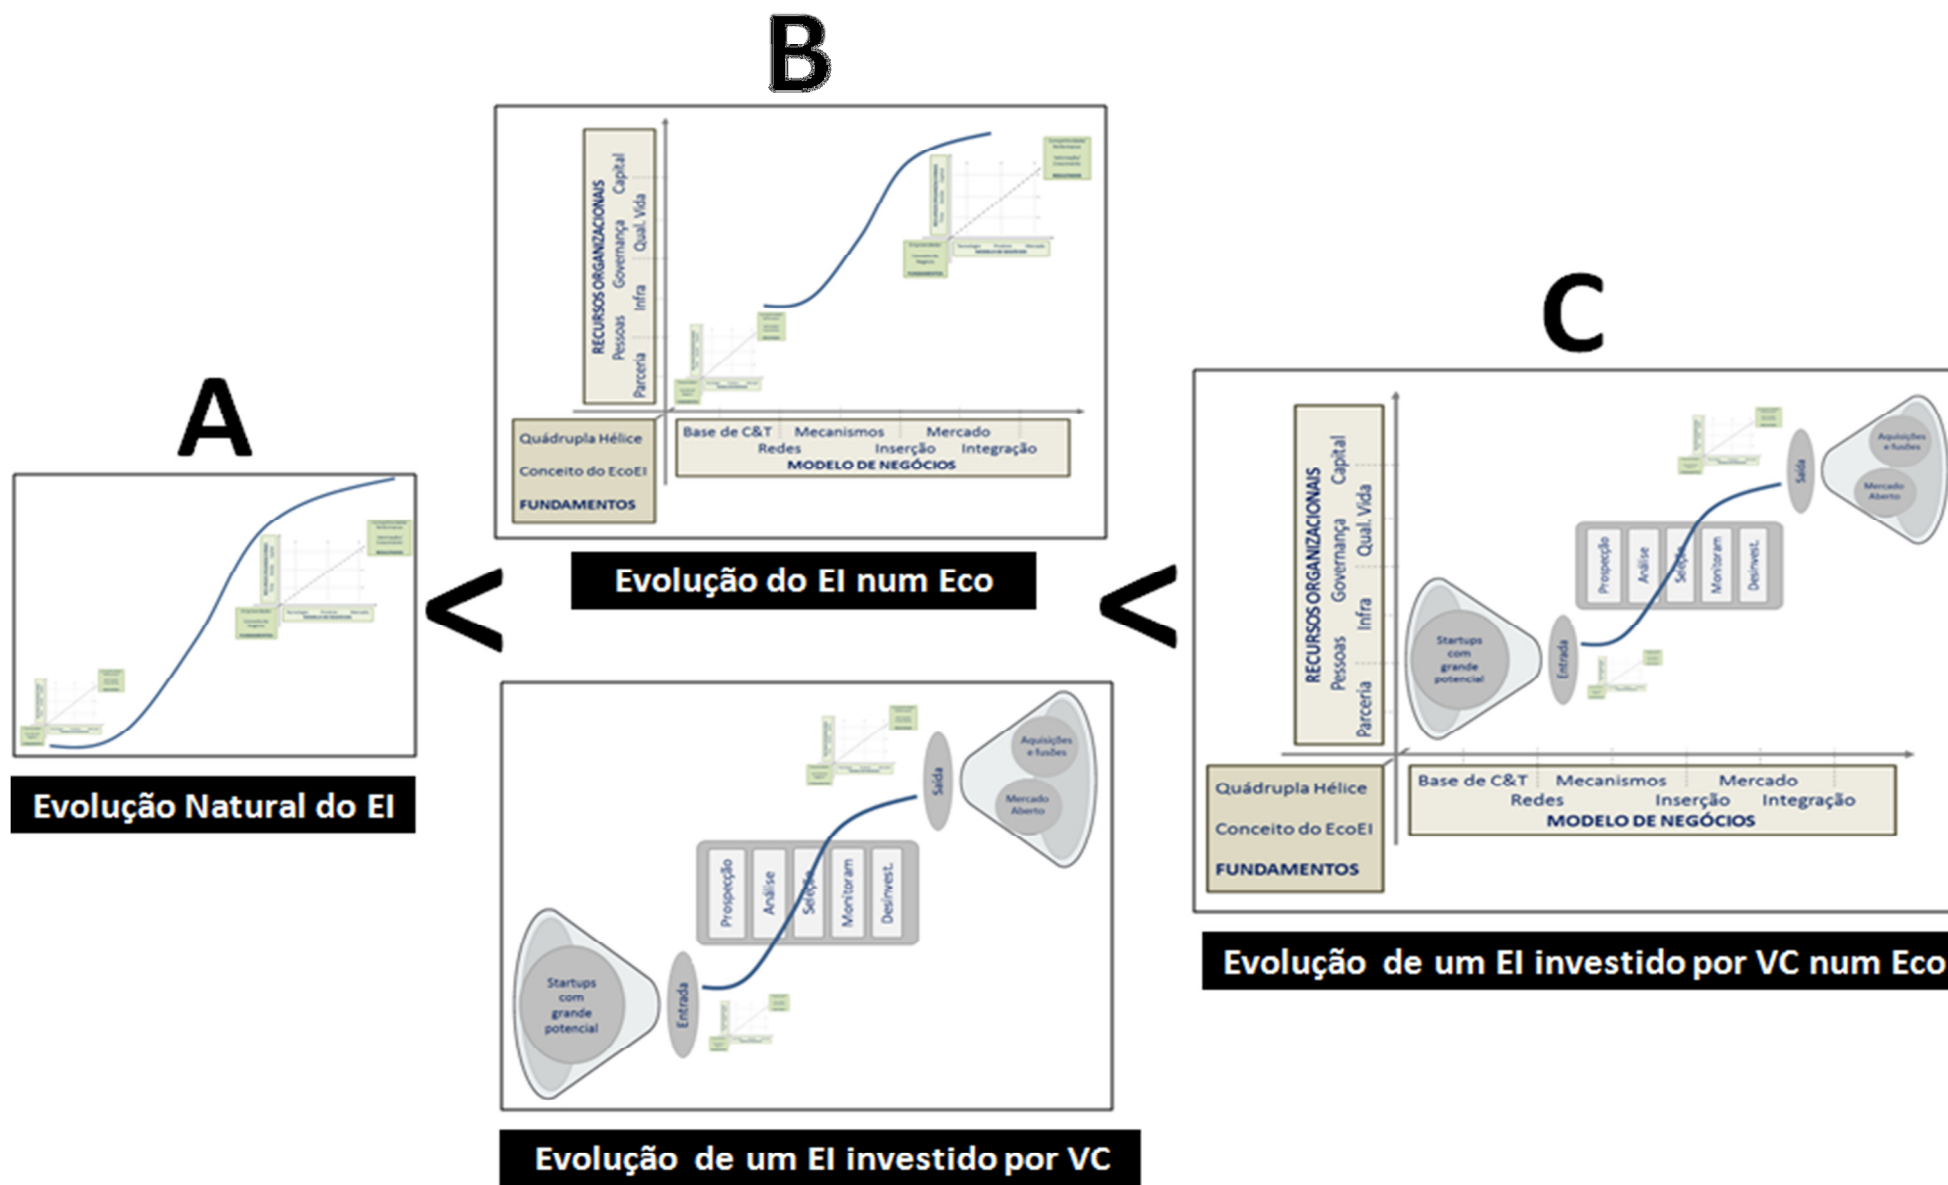 A
Evolução Natural do EI
<
B
RECURSOS ORGANIZACIONAIS
Pessoas Governança Capital
Parceria Infra Qual. Vida
Quádrupla Hélice
Conceito do EcoEI
FUNDAMENTOS
Base de C&T Mecanismos Mercado
Redes Inserção Integração
MODELO DE NEGÓCIOS
Evolução do EI num Eco
Startups
com
grande
potencial
Entrada
Prospecção
Análise
Seleção
Monitoram
Desinvest.
Saída
Aquisições
e fusões
Mercado
Aberto
Evolução de um EI investido por VC
<
C
RECURSOS ORGANIZACIONAIS
Pessoas Governança Capital
Parceria Infra Qual. Vida
Startups
com
grande
potencial
Entrada
Prospecção
Análise
Seleção
Monitoram
Desinvest.
Saída
Aquisições
e fusões
Mercado
Aberto
Quádrupla Hélice
Conceito do EcoEI
FUNDAMENTOS
Base de C&T Mecanismos Mercado
Redes Inserção Integração
MODELO DE NEGÓCIOS
Evolução de um EI investido por VC num Eco